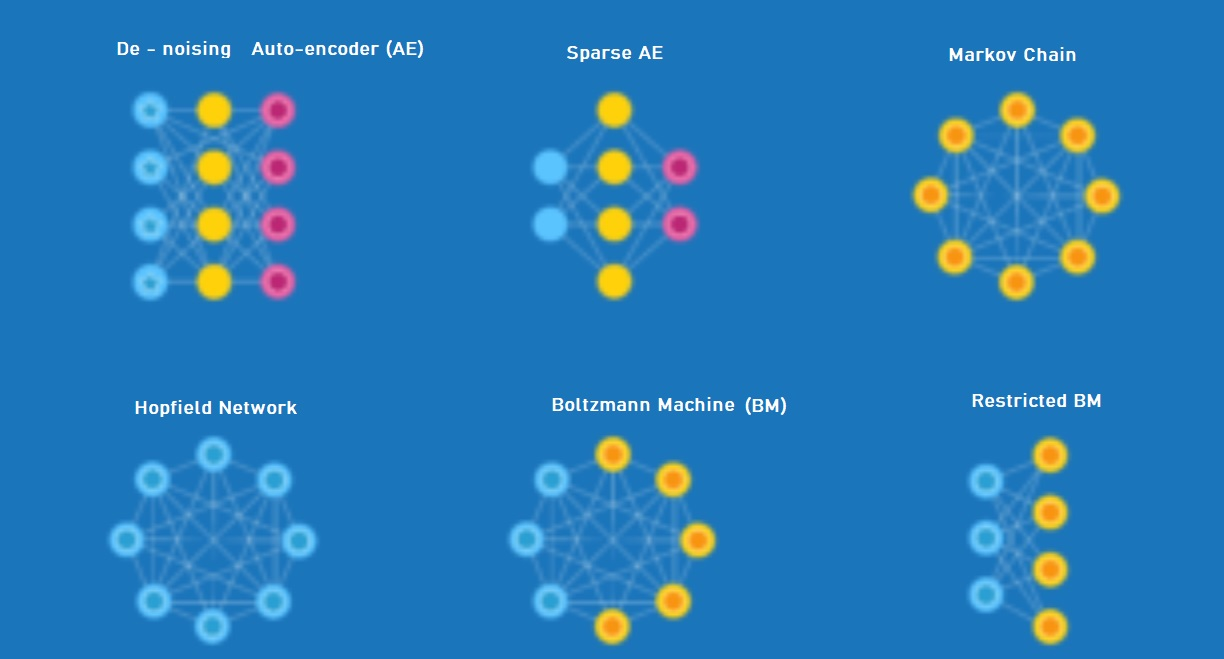 De - noising Auto-encoder (AE)
Sparse AE
Markov Chain
Hopfield Network
Boltzmann Machine (BM)
Restricted BM